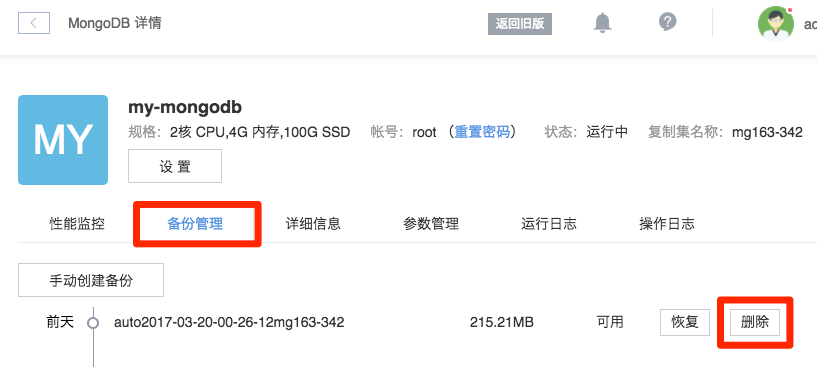 MongoDB 详情 返回旧版 ad
MY
my-mongodb
规格：2核 CPU,4G 内存,100G SSD 帐号：root （重置密码） 状态：运行中 复制集名称：mg163-342
设 置
性能监控 备份管理 详细信息 参数管理 运行日志 操作日志
手动创建备份
前天 auto2017-03-20-00-26-12mg163-342 215.21MB 可用 恢复 删除